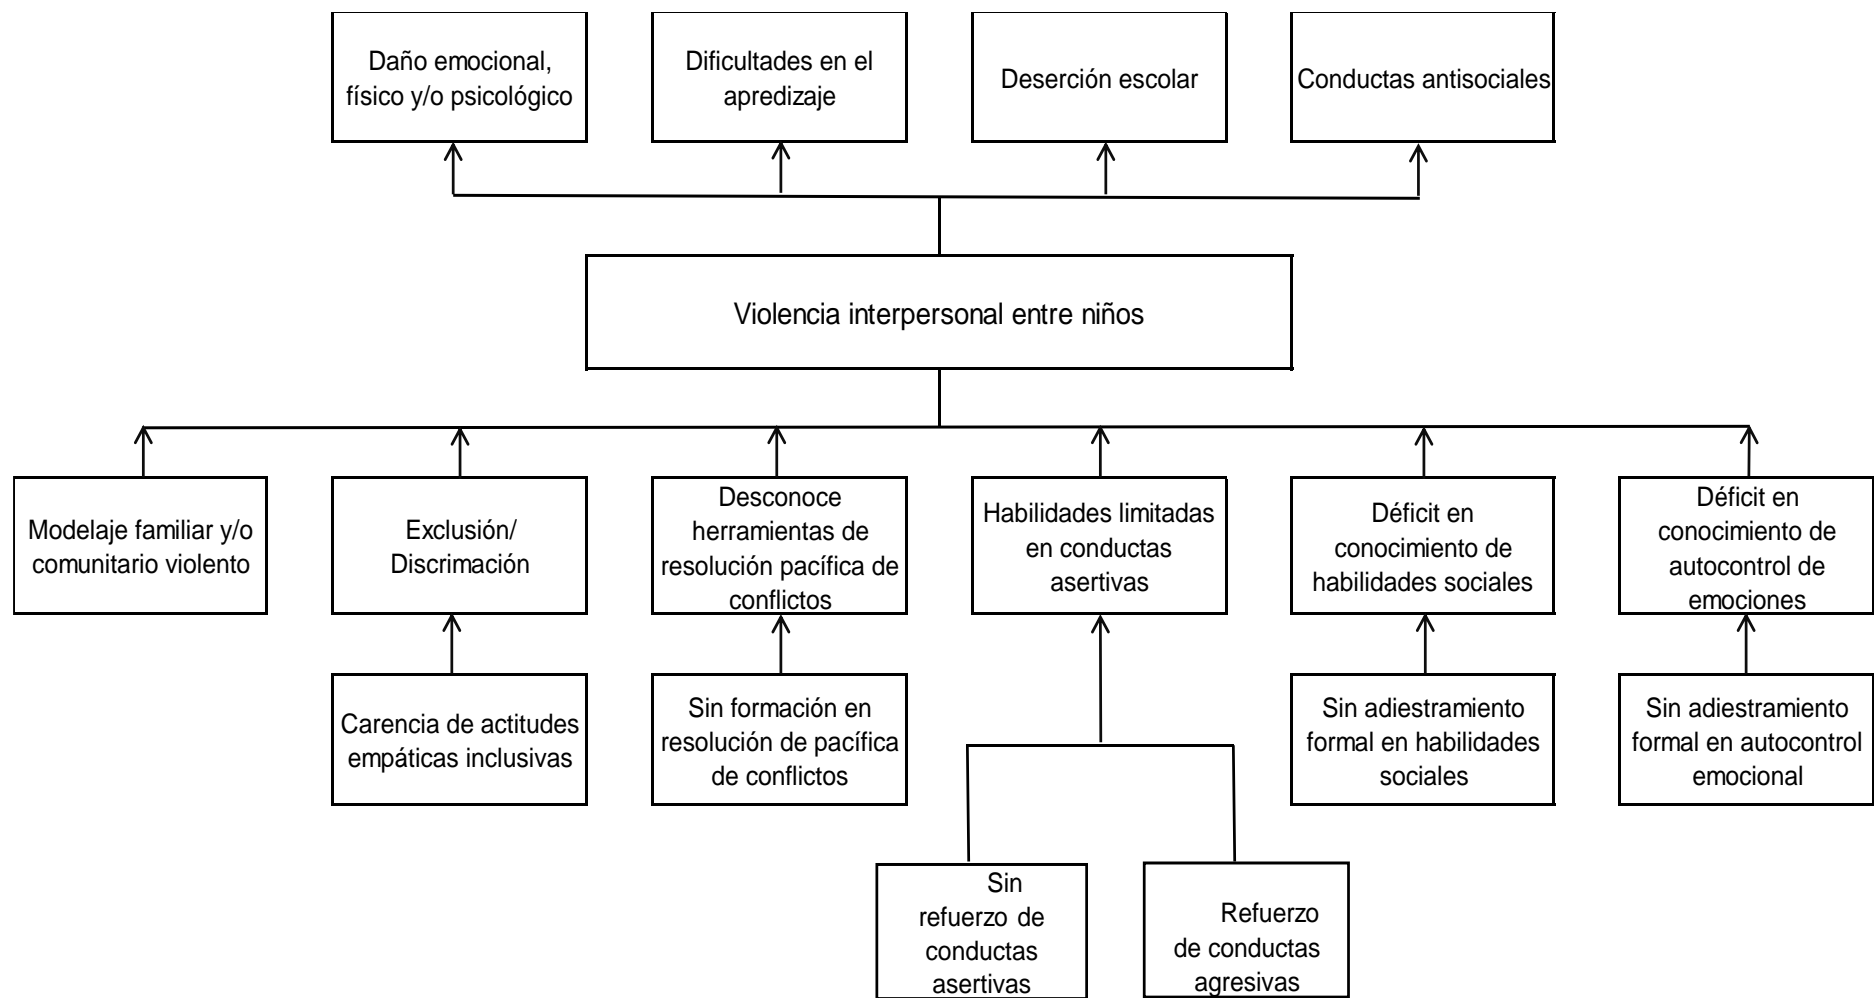 Daño emocional,
físico y/o psicológico
Dificultades en el
apredizaje
Deserción escolar
Conductas antisociales
Violencia interpersonal entre niños
Modelaje familiar y/o
comunitario violento
Exclusión/
Discrimación
Desconoce
herramientas de
resolución pacífica de
conflictos
Habilidades limitadas
en conductas
asertivas
Déficit en
conocimiento de
habilidades sociales
Déficit en
conocimiento de
autocontrol de
emociones
Carencia de actitudes
empáticas inclusivas
Sin formación en
resolución de pacífica
de conflictos
Sin adiestramiento
formal en habilidades
sociales
Sin adiestramiento
formal en autocontrol
emocional
Sin
refuerzo de
conductas
asertivas
Refuerzo
de conductas
agresivas